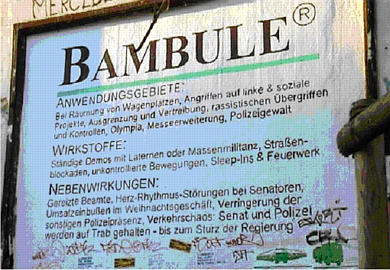 MERCEDE
BAMBULE®
ANWENDUNGSGEBIETE:
Bei Räumung von Wagenplätzen, Angriffen auf linke & soziale
Projekte, Ausgrenzung und Vertreibung, rassistischen Übergriffen
und Kontrollen, Olympia, Messeerweiterung, Polizeigewalt
WIRKSTOFFE:
Ständige Demos mit Laternen oder Massenmilitanz, Straßen-
blockaden, unkontrollierte Bewegungen, Sleep-Ins & Feuerwerk
NEBENWIRKUNGEN:
Gereizte Beamte, Herz-Rhythmus-Störungen bei Senatoren,
Umsatzeinbußen im Weihnachtsgeschäft, Verringerung der
sonstigen Polizeipräsenz, Verkehrschaos: Senat und Polizei
werden auf Trab gehalten - bis zum Sturz der Regierung